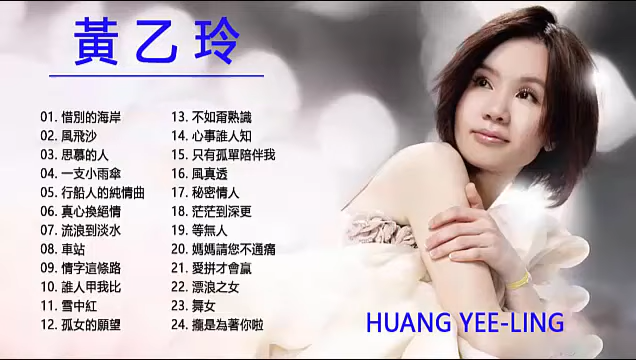 黃乙玲
01. 惜別的海岸
02. 風飛沙
03. 思慕的人
04. 一支小雨傘
05. 行船人的純情曲
06. 真心換絕情
07. 流浪到淡水
08. 車站
09. 情字這條路
10. 誰人甲我比
11. 雪中紅
12. 孤女的願望
13. 不如甭熟識
14. 心事誰人知
15. 只有孤單陪伴我
16. 風真透
17. 秘密情人
18. 茫茫到深更
19. 等無人
20. 媽媽請您不通痛
21. 愛拼才會贏
22. 漂浪之女
23. 舞女
24. 攏是為著你啦
HUANG YEE-LING